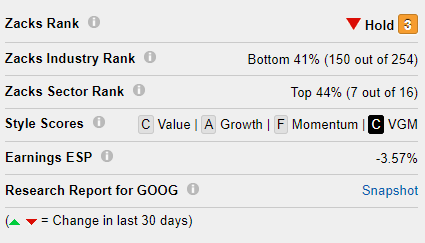 Zacks Rank Hold 3
Zacks Industry Rank Bottom 41% (150 out of 254)
Zacks Sector Rank Top 44% (7 out of 16)
Style Scores C Value | A Growth | F Momentum | C VGM
Earnings ESP -3.57%
Research Report for GOOG Snapshot
( = Change in last 30 days)